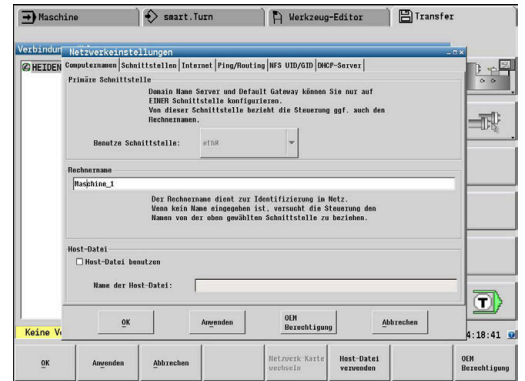 Maschine smart.Turn Werkzeug-Editor Transfer
Netzwerkeinstellungen
HEIDEN
Computernamen Schnittstellen Internet Ping/Routing NFS UID/GID DHCP-Server
Primäre Schnittstelle
Domain Name Server und Default Gateway können Sie nur auf
EINER Schnittstelle konfigurieren.
Von dieser Schnittstelle bezieht die Steuerung ggf. auch den
Rechnernamen.
Benutze Schnittstelle:
Rechnername
Maschine_1
Der Rechnername dient zur Identifizierung im Netz.
Wenn kein Name eingegeben ist, versucht die Steuerung den
Namen von der oben gewählten Schnittstelle zu beziehen.
Host-Datei
Host-Datei benutzen
Name der Host-Datei:
OK Anwenden OEM Berechtigung Abbrechen
T
Keine V
4:18:41
OK Anwenden Abbrechen Netzwerk Karte wechseln Host-Datei verwenden OEM Berechtigung